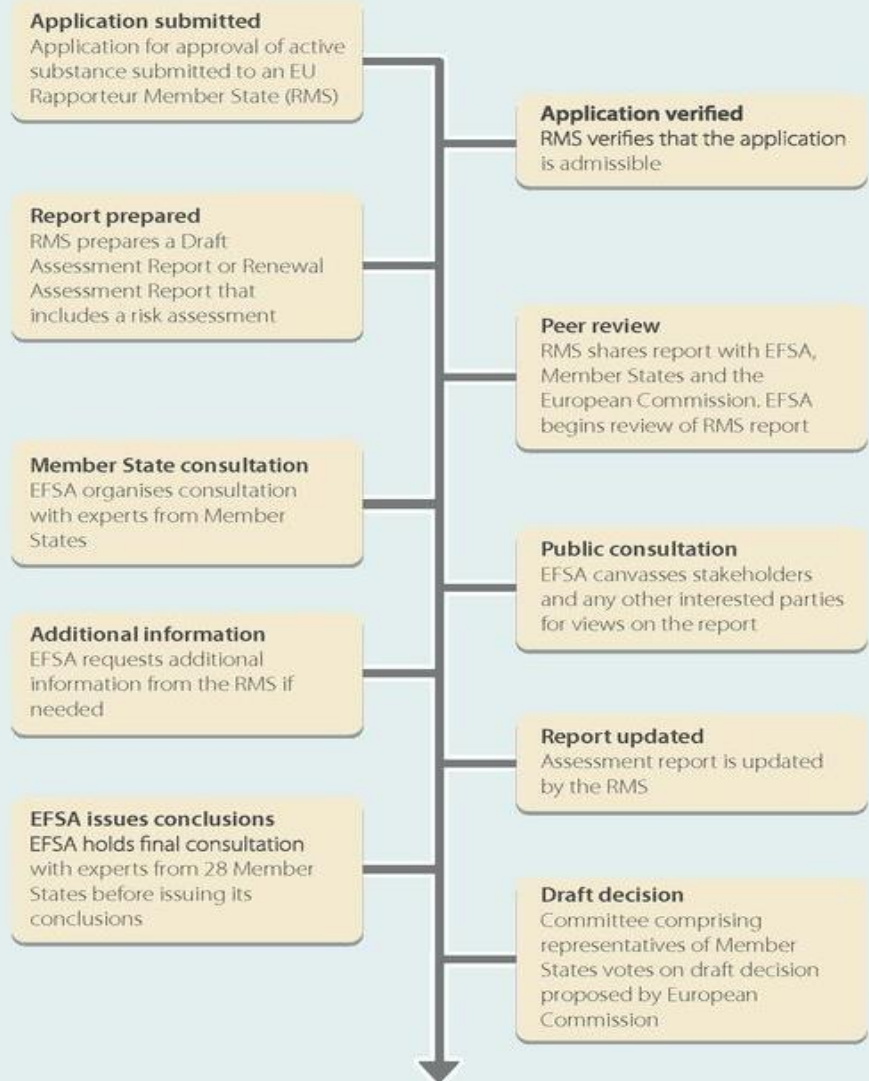 Application submitted
Application for approval of active
substance submitted to an EU
Rapporteur Member State (RMS)
Application verified
RMS verifies that the application
is admissible
Report prepared
RMS prepares a Draft
Assessment Report or Renewal
Assessment Report that
includes a risk assessment
Peer review
RMS shares report with EFSA,
Member States and the
European Commission. EFSA
begins review of RMS report
Member State consultation
EFSA organises consultation
with experts from Member
States
Public consultation
EFSA canvasses stakeholders
and any other interested parties
for views on the report
Additional information
EFSA requests additional
information from the RMS if
needed
Report updated
Assessment report is updated
by the RMS
EFSA issues conclusions
EFSA holds final consultation
with experts from 28 Member
States before issuing its
conclusions
Draft decision
Committee comprising
representatives of Member
States votes on draft decision
proposed by European
Commission